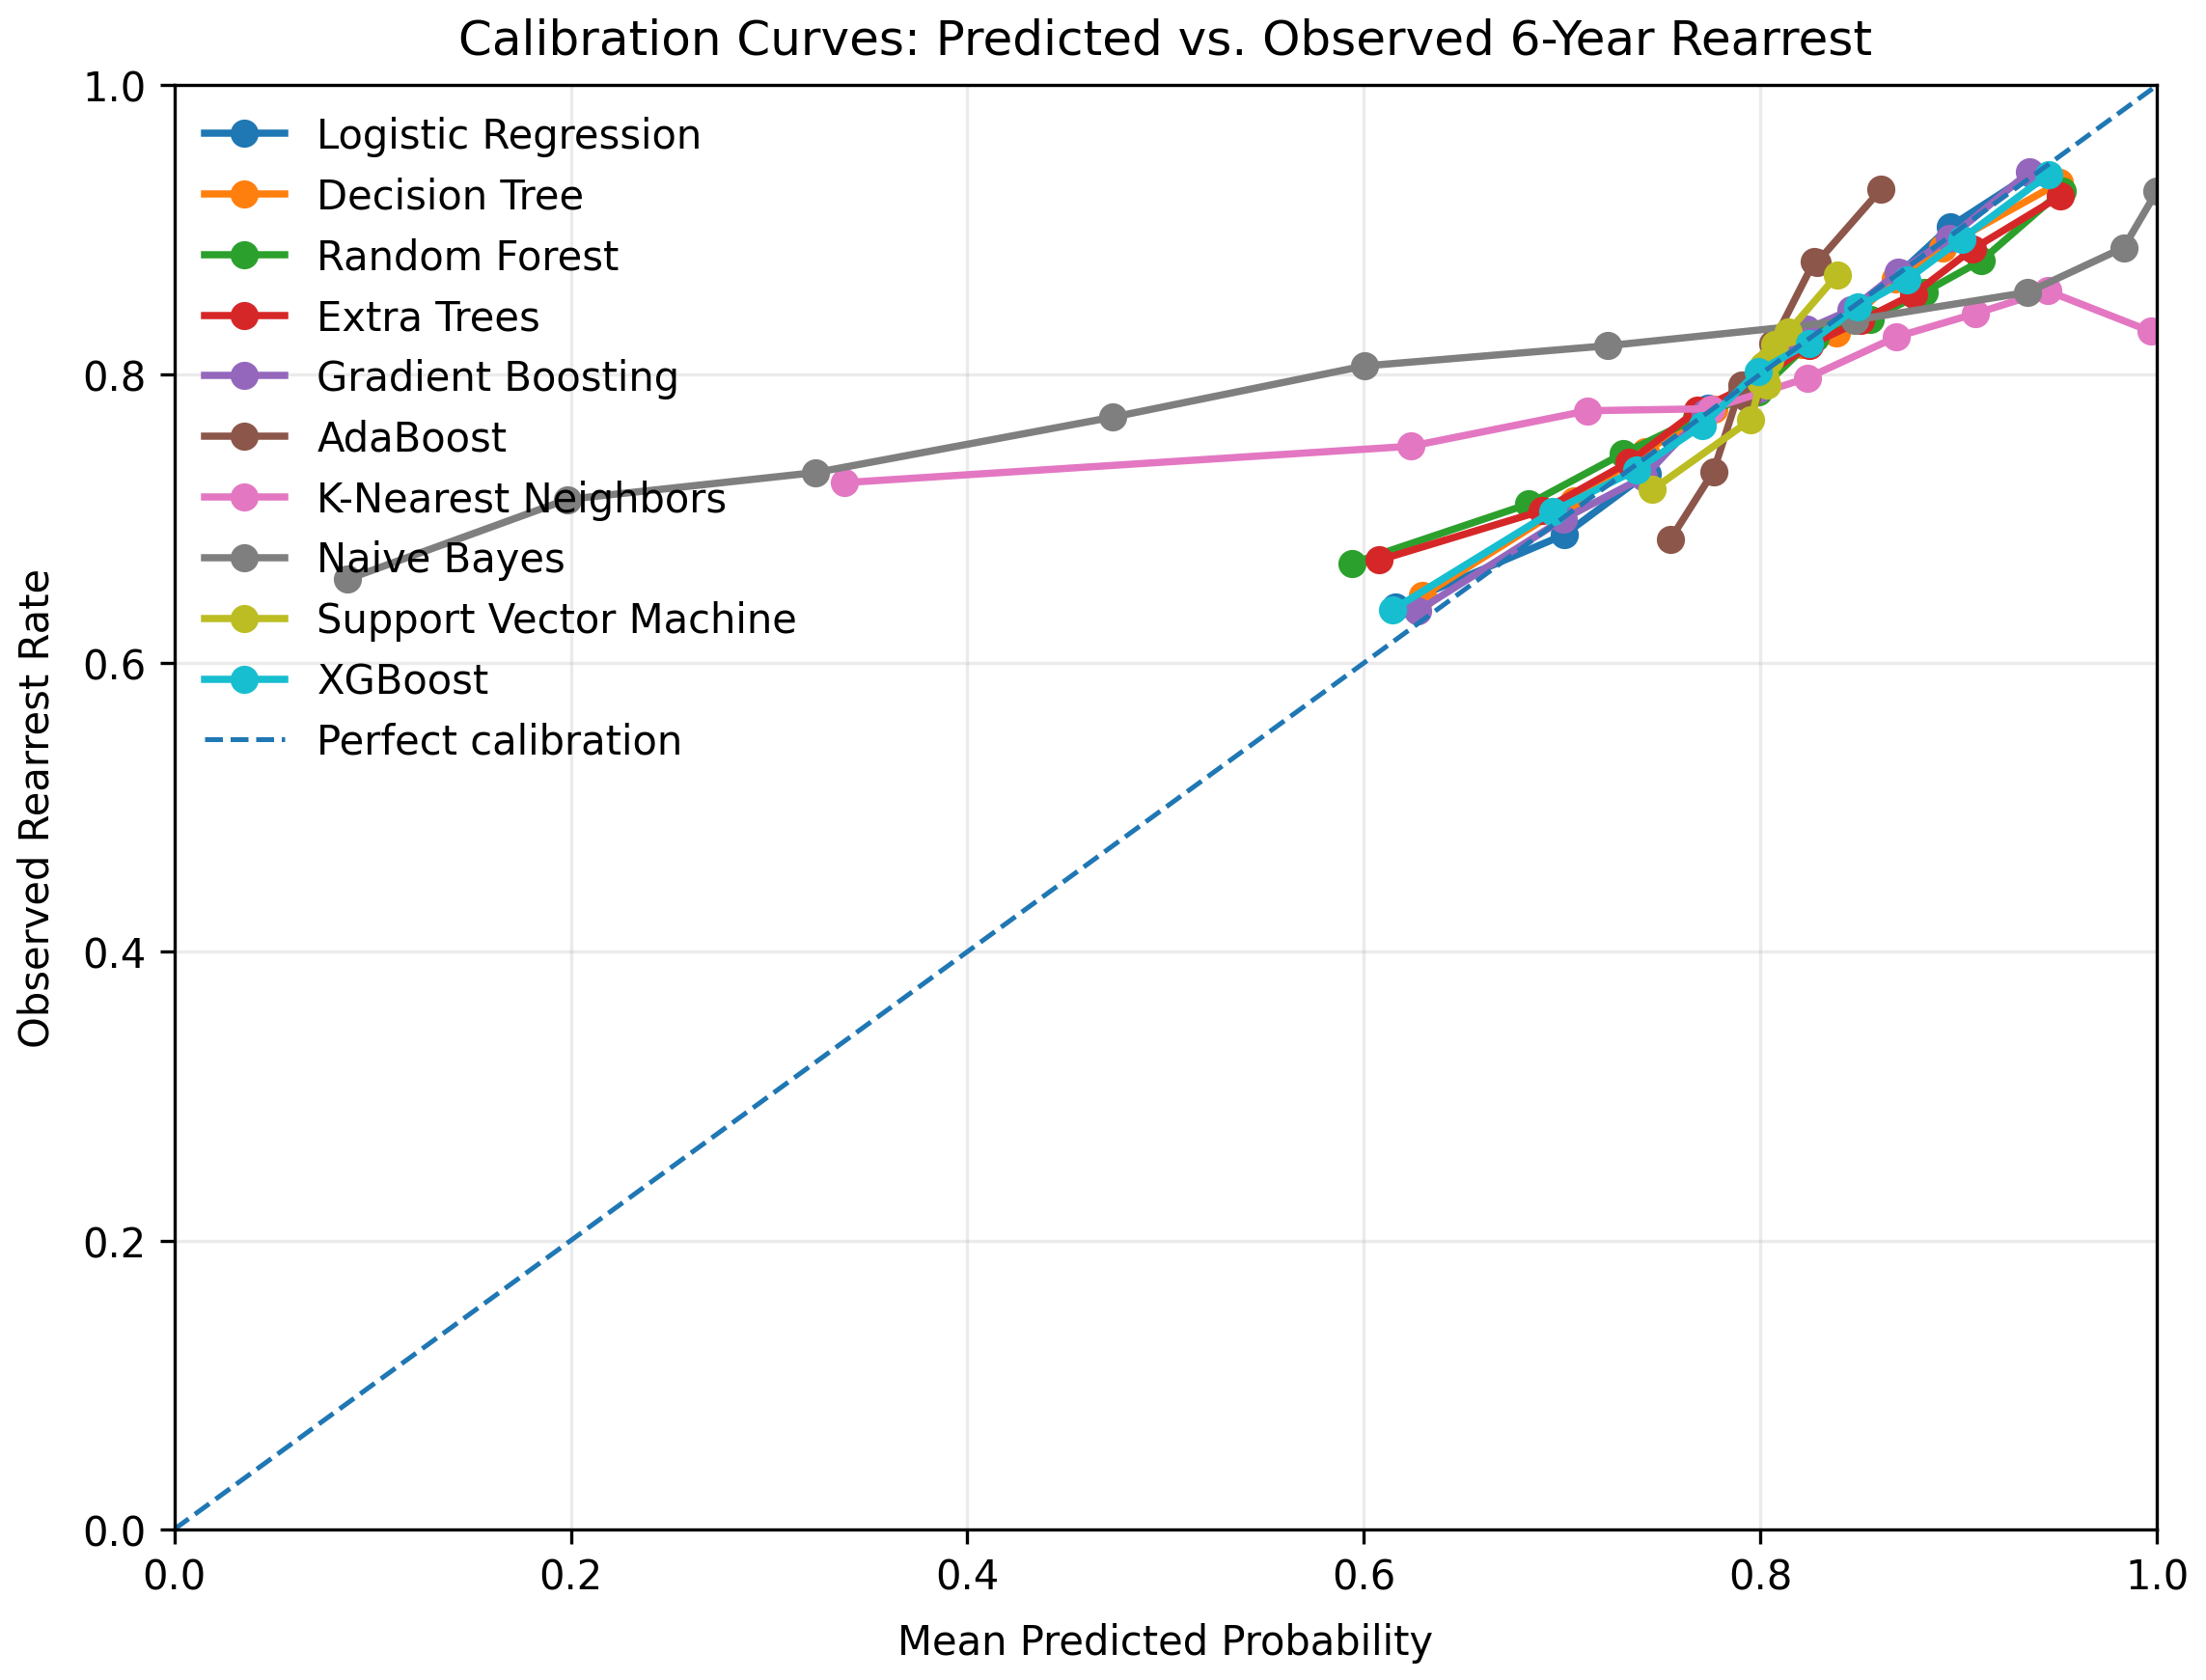 Calibration Curves: Predicted vs. Observed 6-Year Rearrest
1.0
0.8
0.6
0.4
0.2
0.0
Observed Rearrest Rate
Logistic Regression
Decision Tree
Random Forest
Extra Trees
Gradient Boosting
AdaBoost
K-Nearest Neighbors
Naive Bayes
Support Vector Machine
XGBoost
Perfect calibration
0.0 0.2 0.4 0.6 0.8 1.0
Mean Predicted Probability